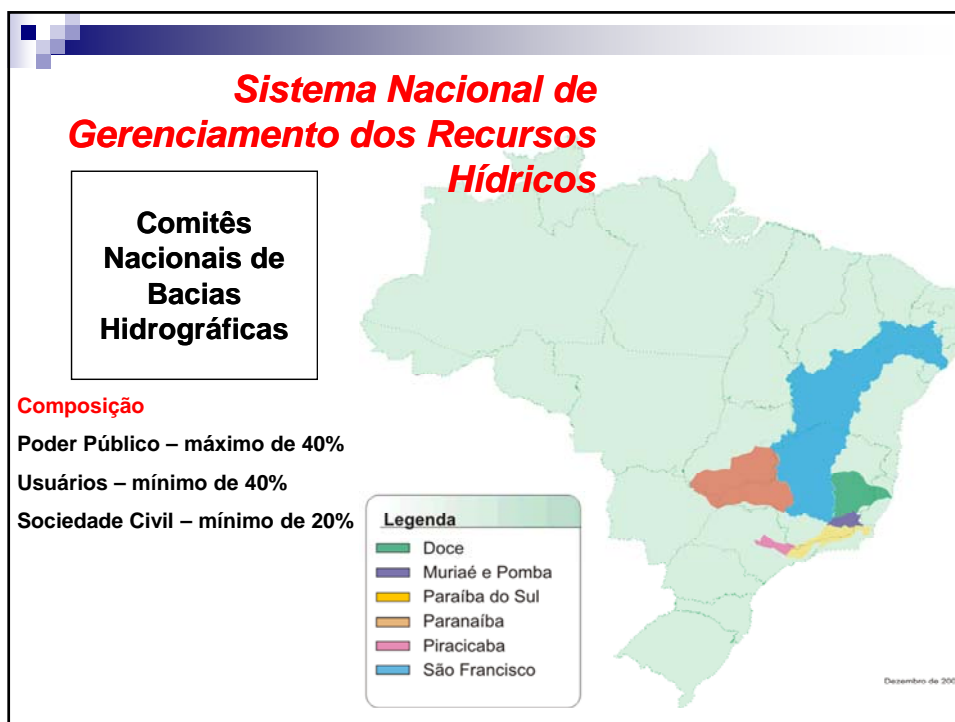 Sistema Nacional de
Gerenciamento dos Recursos
Hídricos
Comitês
Nacionais de
Bacias
Hidrográficas
Composição
Poder Público – máximo de 40%
Usuários – mínimo de 40%
Sociedade Civil – mínimo de 20%
Legenda
Doce
Muriaé e Pomba
Paraíba do Sul
Paranaíba
Piracicaba
São Francisco
Dezembro de